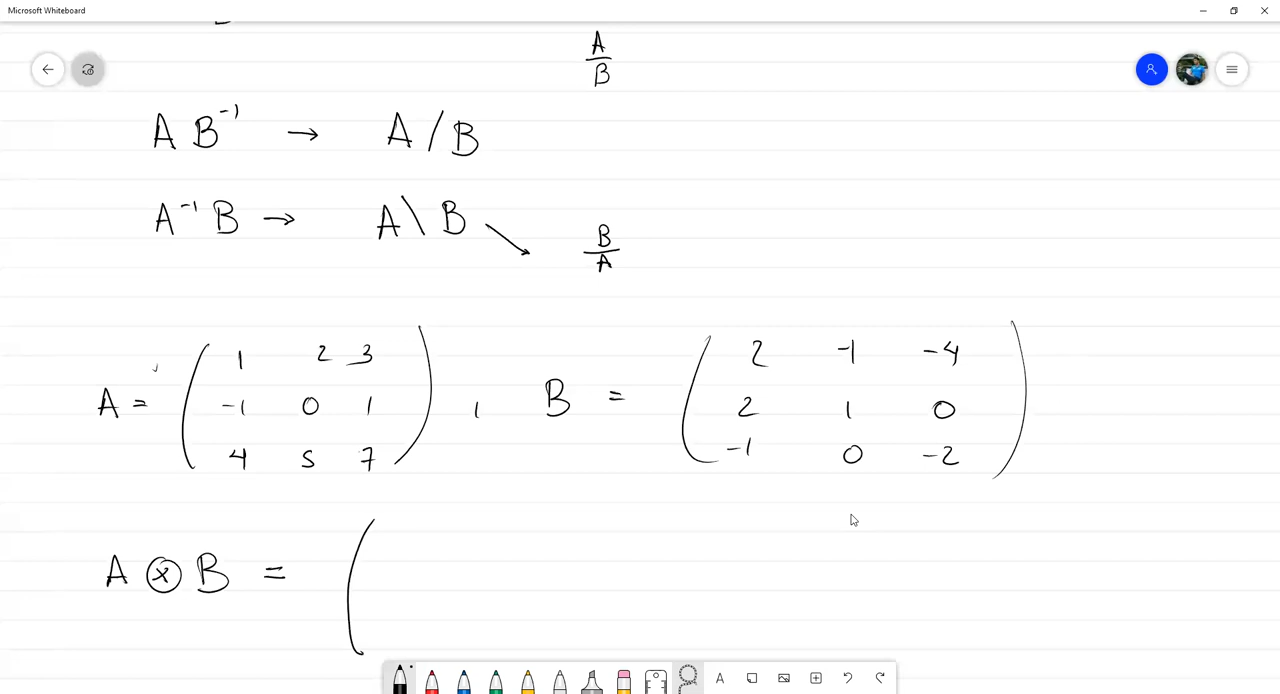 Microsoft Whiteboard
A
B
A B⁻¹ → A / B
A⁻¹ B → A \ B
B
A
1 2 3 2 -1 -4
A = -1 0 1 , B = 2 1 0
4 5 7 -1 0 -2
A ⊗ B = (
A